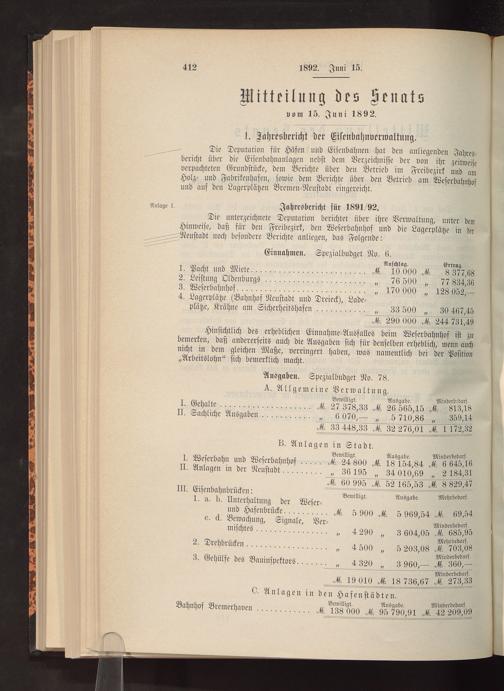 412 1892. Juni 15.
Mitteilung des Senats
vom 15. Juni 1892.
1. Jahresbericht der Eisenbahnverwaltung.
Die Deputation für Häfen und Eisenbahnen hat den anliegenden Jahres-
bericht über die Eisenbahnanlagen nebst dem Verzeichnisse der von ihr zeitweise
verpachteten Grundstücke, dem Berichte über den Betrieb im Freibezirk und am
Holz- und Fabrikenhafen, sowie dem Berichte über den Betrieb am Weserbahnhof
und auf den Lagerplätzen Bremen-Neustadt eingereicht.
Anlage 1.
Jahresbericht für 1891/92.
Die unterzeichnete Deputation berichtet über ihre Verwaltung, unter dem
Hinweise, daß für den Freibezirk, den Weserbahnhof und die Lagerplätze in der
Neustadt noch besondere Berichte anliegen, das Folgende:
Einnahmen. Spezialbudget No. 6.
Anschlag. Ertrag.
1. Pacht und Miete ........ ℳ 10 000 ℳ 8 377,68
2. Leistung Oldenburgs ........ „ 76 500 „ 77 834,36
3. Weserbahnhof ........ „ 170 000 „ 128 052,—
4. Lagerplätze (Bahnhof Neustadt und Dreieck), Lade-
plätze, Krähne am Sicherheitshafen ........ „ 33 500 „ 30 467,45
ℳ 290 000 ℳ 244 731,49
Hinsichtlich des erheblichen Einnahme-Ausfalles beim Weserbahnhof ist zu
bemerken, daß andererseits auch die Ausgaben sich für denselben erheblich, wenn auch
nicht in dem gleichen Maße, verringert haben, was namentlich bei der Position
„Arbeitslohn“ sich bemerklich macht.
Ausgaben. Spezialbudget No. 78.
A. Allgemeine Verwaltung.
Bewilligt. Ausgabe. Minderbedarf.
I. Gehalte ........ ℳ 27 378,33 ℳ 26 565,15 ℳ 813,18
II. Sachliche Ausgaben ........ „ 6 070,— „ 5 710,86 „ 359,14
ℳ 33 448,33 ℳ 32 276,01 ℳ 1 172,32
B. Anlagen in Stadt.
Bewilligt. Ausgabe. Minderbedarf.
I. Weserbahn und Weserbahnhof ........ ℳ 24 800 ℳ 18 154,84 ℳ 6 645,16
II. Anlagen in der Neustadt ........ „ 36 195 „ 34 010,69 „ 2 184,31
ℳ 60 995 ℳ 52 165,53 ℳ 8 829,47
III. Eisenbahnbrücken:
Bewilligt. Ausgabe. Mehrbedarf.
1. a. b. Unterhaltung der Weser-
und Hafenbrücke ........ ℳ 5 900 ℳ 5 969,54 ℳ 69,54
Minderbedarf
c. d. Bewachung, Signale, Ver-
mischtes ........ „ 4 290 „ 3 604,05 ℳ 685,95
Mehrbedarf.
2. Drehbrücken ........ „ 4 500 „ 5 203,08 ℳ 703,08
Minderbedarf
3. Gehülfe des Bauinspektors ........ „ 4 320 „ 3 960,— ℳ 360,—
Minderbedarf
ℳ 19 010 ℳ 18 736,67 ℳ 273,33
C. Anlagen in den Hafenstädten.
Bewilligt. Ausgabe. Minderbedarf
Bahnhof Bremerhaven ........ ℳ 138 000 ℳ 95 790,91 ℳ 42 209,09